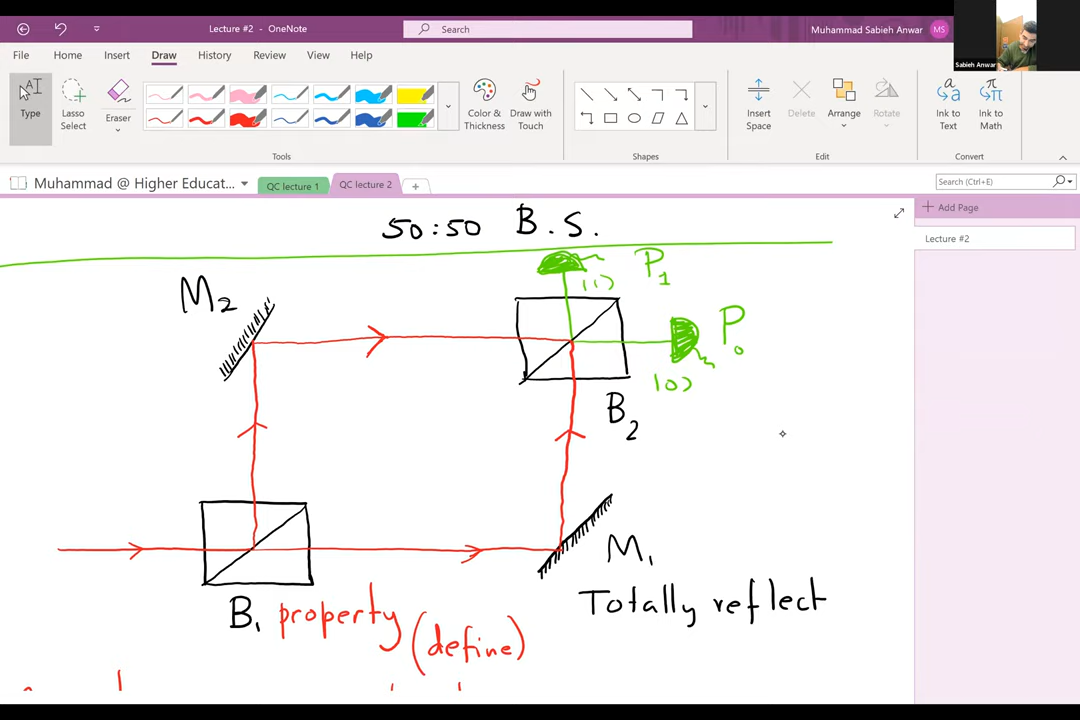 Lecture #2 - OneNote
Search
Muhammad Sabieh Anwar
MS
Sabieh Anwar
File Home Insert Draw History Review View Help
Type
Lasso Select
Eraser
Color & Thickness
Draw with Touch
Insert Space
Delete
Arrange
Rotate
Ink to Text
Ink to Math
Tools
Shapes
Edit
Convert
Muhammad @ Higher Educat...
QC lecture 1
QC lecture 2
Search (Ctrl+E)
Add Page
Lecture #2
50:50 B.S.
M2
|1⟩
P1
P0
|0⟩
B2
M1
Totally reflect
B1 property
(define)